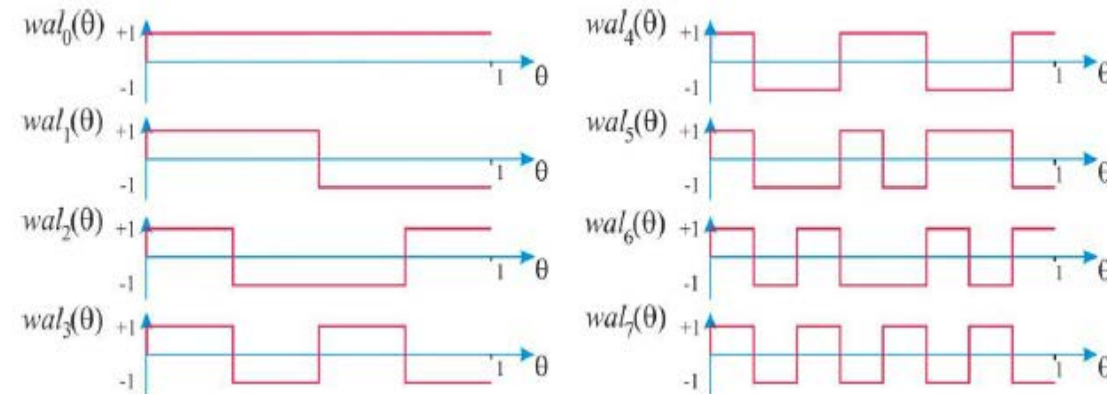 wal₀(θ) +1 -1 1 θ
wal₁(θ) +1 -1 1 θ
wal₂(θ) +1 -1 1 θ
wal₃(θ) +1 -1 1 θ
wal₄(θ) +1 -1 1 θ
wal₅(θ) +1 -1 1 θ
wal₆(θ) +1 -1 1 θ
wal₇(θ) +1 -1 1 θ